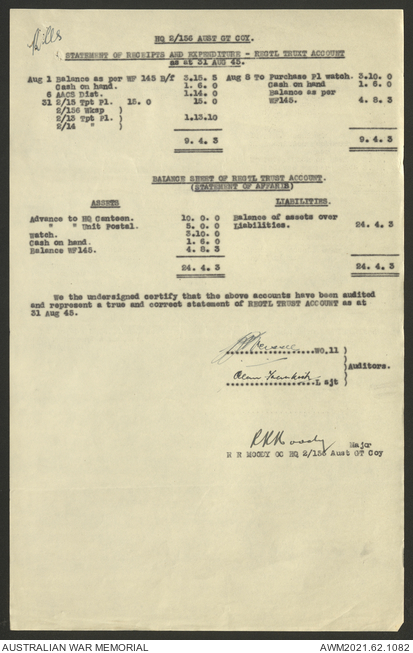 Mills
HQ 2/156 AUST GT COY.
STATEMENT OF RECEIPTS AND EXPENDITURE - REGTL TRUST ACCOUNT
as at 31 AUG 45.
Aug 1 Balance as per WF 145 B/f 3.15. 5 Aug 8 To Purchase Pl watch. 3.10. 0
Cash on hand. 1. 6. 0 Cash on hand 1. 6. 0
6 AACS Dist. 1.14. 0 Balance as per
31 2/15 Tpt Pl. 15. 0 15. 0 WF145. 4. 8. 3
2/156 Wksp )
2/13 Tpt Pl. ) 1.13.10
2/14 " )
9. 4. 3 9. 4. 3
BALANCE SHEET OF REGTL TRUST ACCOUNT.
(STATEMENT OF AFFARIS)
ASSETS LIABILITIES.
Advance to HQ Canteen. 10. 0. 0 Balance of assets over
" " Unit Postal. 5. 0. 0 Liabilities. 24. 4. 3
Watch. 3.10. 0
Cash on hand. 1. 6. 0
Balance WF145. 4. 8. 3
24. 4. 3 24. 4. 3
We the undersigned certify that the above accounts have been audited
and represent a true and correct statement of REGTL TRUST ACCOUNT as at
31 Aug 45.
WO.11 )
) Auditors.
L Sjt )
R R Moody
Major
R R MOODY OC HQ 2/156 Aust GT Coy
AUSTRALIAN WAR MEMORIAL AWM2021.62.1082